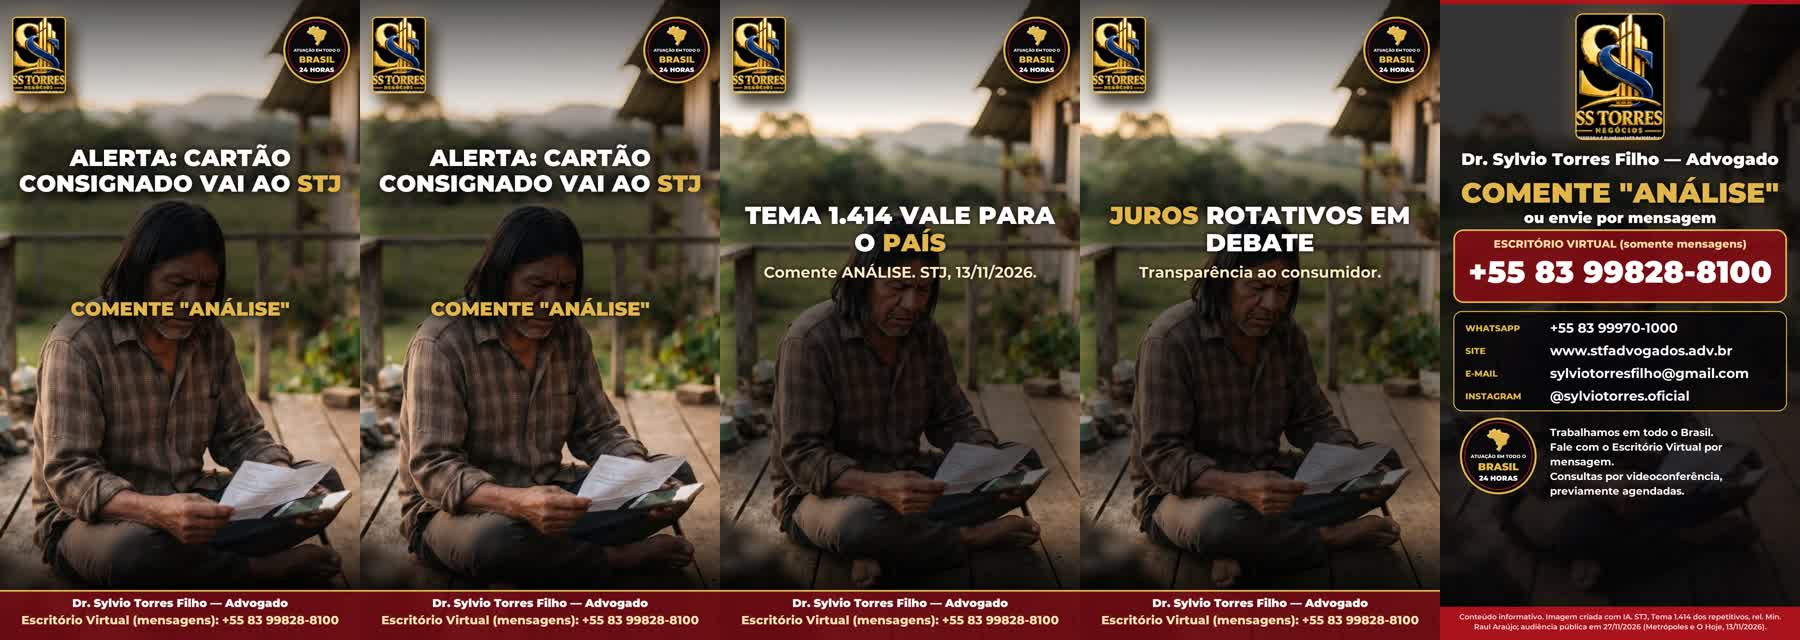 SS TORRES
NEGÓCIOS
ATUAÇÃO EM TODO O
BRASIL
24 HORAS
ALERTA: CARTÃO
CONSIGNADO VAI AO STJ
COMENTE "ANÁLISE"
Dr. Sylvio Torres Filho — Advogado
Escritório Virtual (mensagens): +55 83 99828-8100
SS TORRES
NEGÓCIOS
ATUAÇÃO EM TODO O
BRASIL
24 HORAS
ALERTA: CARTÃO
CONSIGNADO VAI AO STJ
COMENTE "ANÁLISE"
Dr. Sylvio Torres Filho — Advogado
Escritório Virtual (mensagens): +55 83 99828-8100
SS TORRES
NEGÓCIOS
ATUAÇÃO EM TODO O
BRASIL
24 HORAS
TEMA 1.414 VALE PARA
O PAÍS
Comente ANÁLISE. STJ, 13/11/2026.
Dr. Sylvio Torres Filho — Advogado
Escritório Virtual (mensagens): +55 83 99828-8100
SS TORRES
NEGÓCIOS
ATUAÇÃO EM TODO O
BRASIL
24 HORAS
JUROS ROTATIVOS EM
DEBATE
Transparência ao consumidor.
Dr. Sylvio Torres Filho — Advogado
Escritório Virtual (mensagens): +55 83 99828-8100
SS TORRES
NEGÓCIOS
Dr. Sylvio Torres Filho — Advogado
COMENTE "ANÁLISE"
ou envie por mensagem
ESCRITÓRIO VIRTUAL (somente mensagens)
+55 83 99828-8100
WHATSAPP +55 83 99970-1000
SITE www.stfadvogados.adv.br
E-MAIL sylviotorresfilho@gmail.com
INSTAGRAM @sylviotorres.oficial
ATUAÇÃO EM TODO O
BRASIL
24 HORAS
Trabalhamos em todo o Brasil.
Fale com o Escritório Virtual por
mensagem.
Consultas por videoconferência,
previamente agendadas.
Conteúdo informativo. Imagem criada com IA. STJ, Tema 1.414 dos repetitivos, rel. Min.
Raul Araújo; audiência pública em 27/11/2026 (Metrópoles e O Hoje, 13/11/2026).